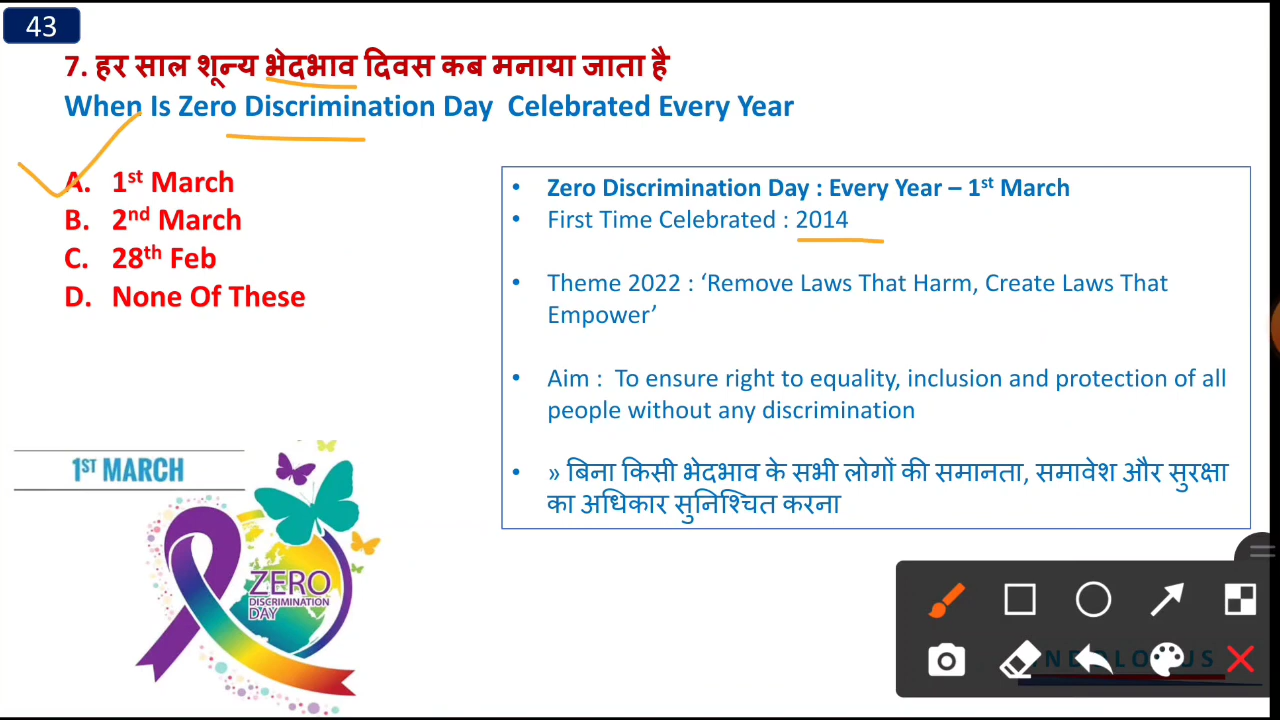 43
7. हर साल शून्य भेदभाव दिवस कब मनाया जाता है
When Is Zero Discrimination Day Celebrated Every Year
A. 1st March
B. 2nd March
C. 28th Feb
D. None Of These
• Zero Discrimination Day : Every Year – 1st March
• First Time Celebrated : 2014
• Theme 2022 : ‘Remove Laws That Harm, Create Laws That
Empower’
• Aim : To ensure right to equality, inclusion and protection of all
people without any discrimination
• » बिना किसी भेदभाव के सभी लोगों की समानता, समावेश और सुरक्षा
का अधिकार सुनिश्चित करना
1ST MARCH
ZERO
DISCRIMINATION
DAY